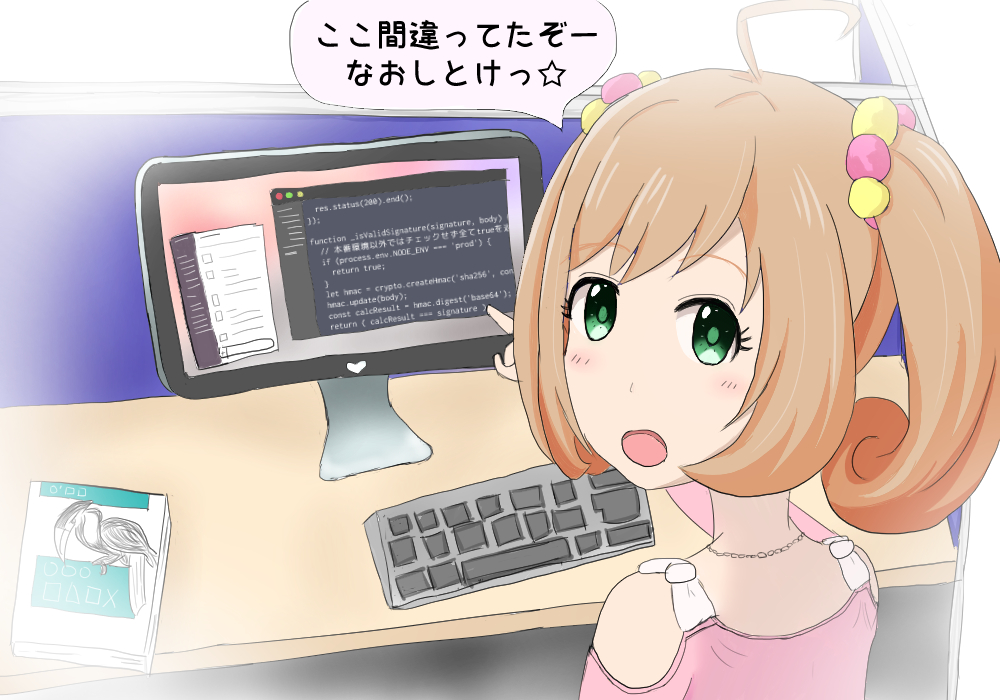 ここ間違ってたぞー
なおしとけっ☆
res.status(200).end();
});
function _isValidSignature(signature, body)
// 本番環境以外ではチェックせず全てtrueを返
if (process.env.NODE_ENV === 'prod') {
return true;
}
let hmac = crypto.createHmac('sha256', con
hmac.update(body);
const calcResult = hmac.digest('base64');
return ( calcResult === signature )